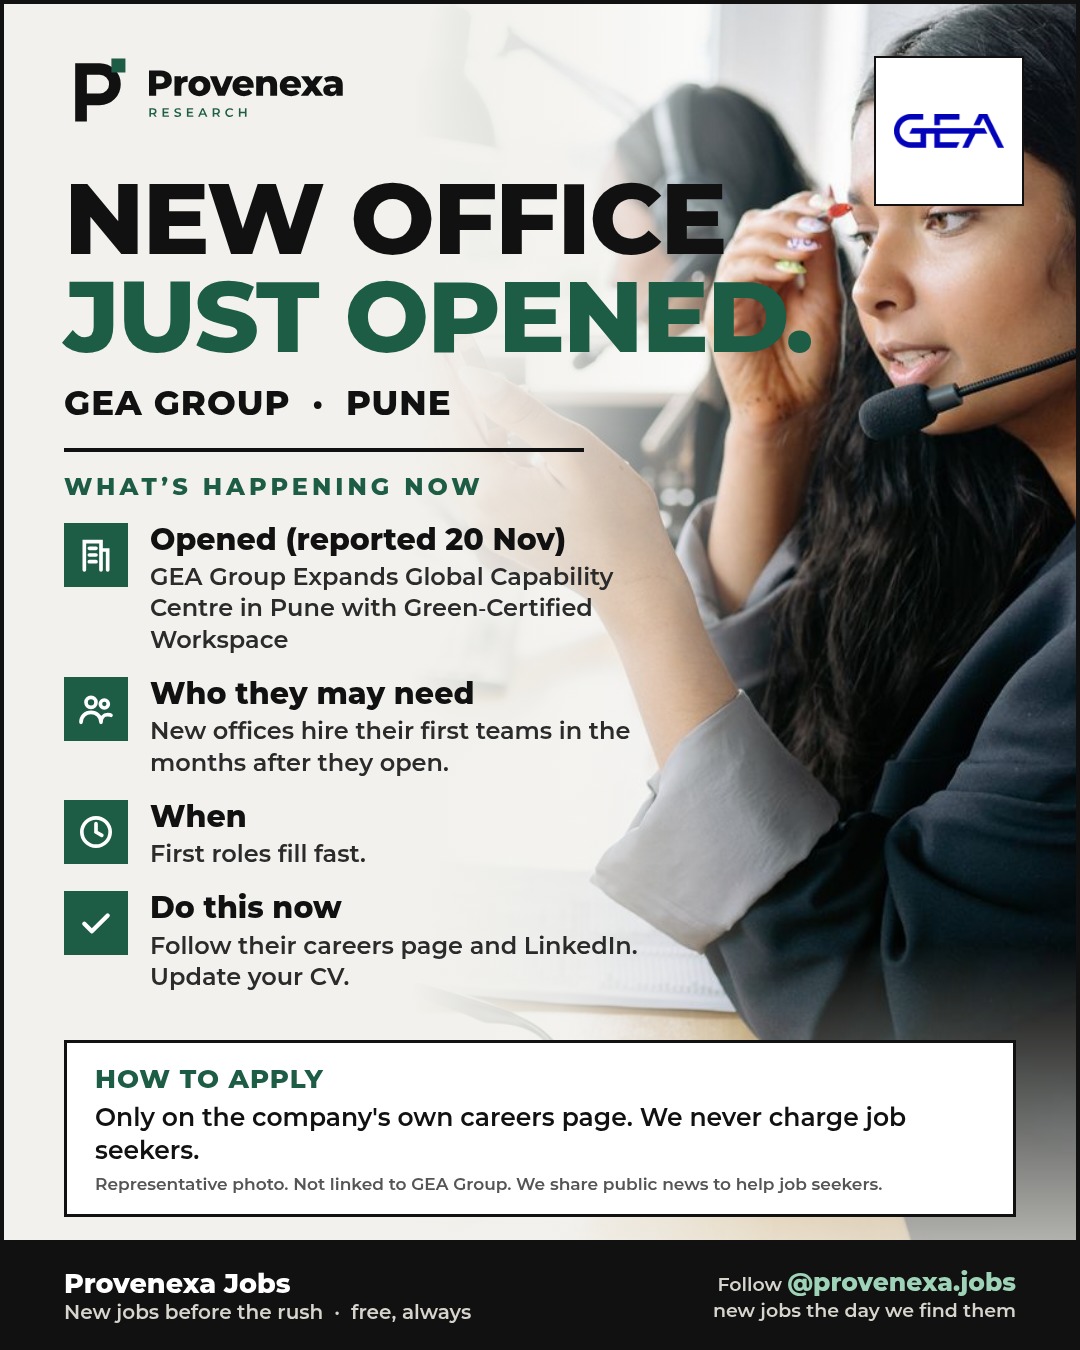 Provenexa
RESEARCH
GEA
NEW OFFICE
JUST OPENED.
GEA GROUP · PUNE
WHAT’S HAPPENING NOW
Opened (reported 20 Nov)
GEA Group Expands Global Capability
Centre in Pune with Green-Certified
Workspace
Who they may need
New offices hire their first teams in the
months after they open.
When
First roles fill fast.
Do this now
Follow their careers page and LinkedIn.
Update your CV.
HOW TO APPLY
Only on the company's own careers page. We never charge job
seekers.
Representative photo. Not linked to GEA Group. We share public news to help job seekers.
Provenexa Jobs
New jobs before the rush · free, always
Follow @provenexa.jobs
new jobs the day we find them